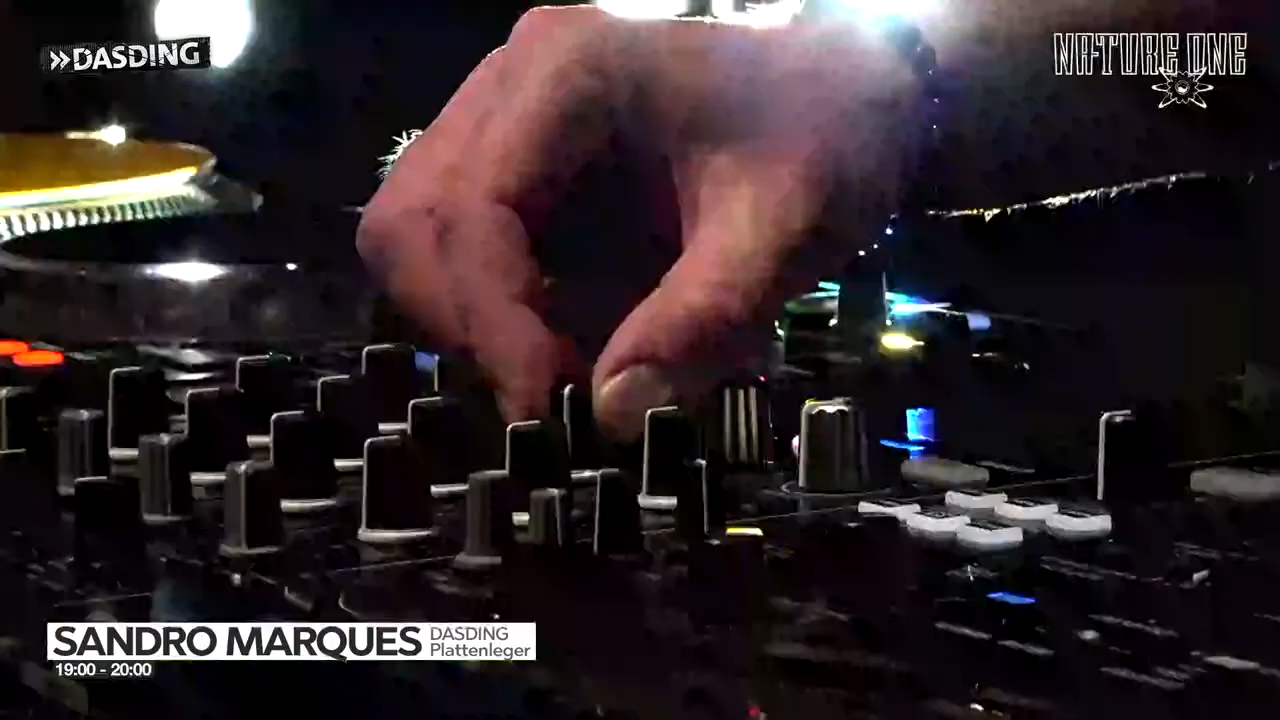 »DASDING
NATURE ONE
SANDRO MARQUES
DASDING
Plattenleger
19:00 - 20:00